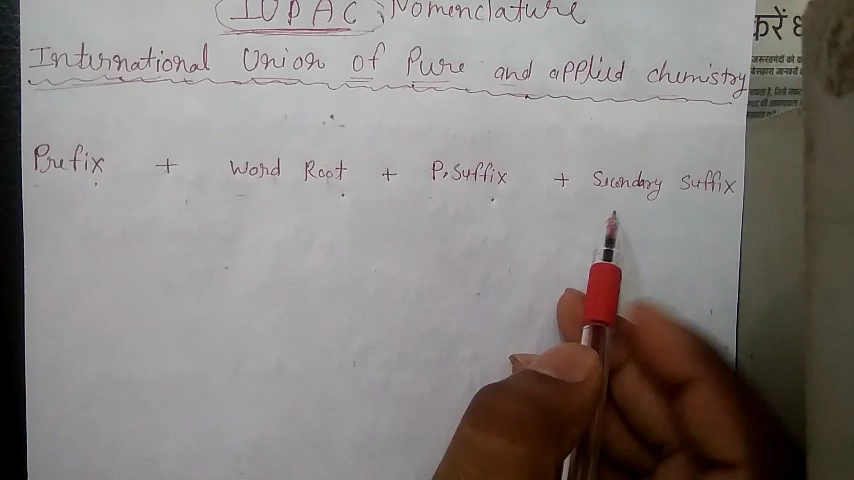 IUPAC, Nomenclature
International Union of Pure and applied chemistry
Prefix + Word Root + P. Suffix + Secondary Suffix
करें